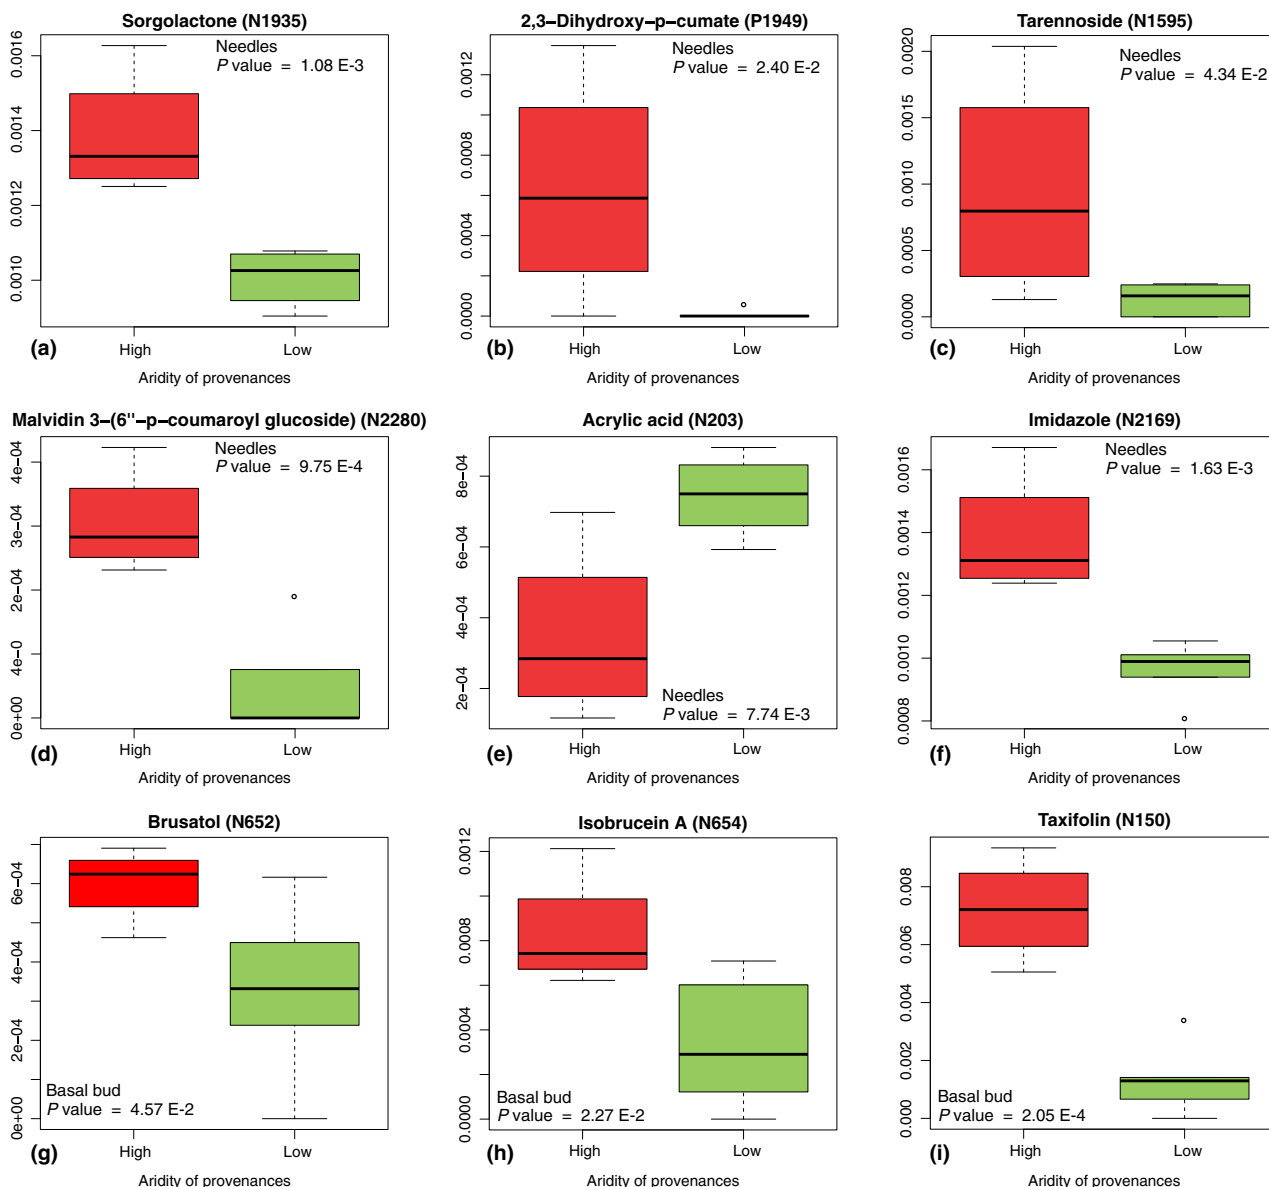 Sorgolactone (N1935)
Needles
P value = 1.08 E-3
0.0016
0.0014
0.0012
0.0010
(a)
High
Low
Aridity of provenances
2,3–Dihydroxy–p–cumate (P1949)
Needles
P value = 2.40 E-2
0.0012
0.0008
0.0004
0.0000
(b)
High
Low
Aridity of provenances
Tarennoside (N1595)
Needles
P value = 4.34 E-2
0.0020
0.0015
0.0010
0.0005
0.0000
(c)
High
Low
Aridity of provenances
Malvidin 3–(6''–p–coumaroyl glucoside) (N2280)
Needles
P value = 9.75 E-4
4e−04
3e−04
2e−04
4e−0
0e+00
(d)
High
Low
Aridity of provenances
Acrylic acid (N203)
8e−04
6e−04
4e−04
2e−04
Needles
P value = 7.74 E-3
(e)
High
Low
Aridity of provenances
Imidazole (N2169)
Needles
P value = 1.63 E-3
0.0016
0.0014
0.0012
0.0010
0.0008
(f)
High
Low
Aridity of provenances
Brusatol (N652)
6e−04
4e−04
2e−04
0e+00
Basal bud
P value = 4.57 E-2
(g)
High
Low
Aridity of provenances
Isobrucein A (N654)
0.0012
0.0008
0.0004
0.0000
Basal bud
P value = 2.27 E-2
(h)
High
Low
Aridity of provenances
Taxifolin (N150)
0.008
0.006
0.004
0.002
0.000
Basal bud
P value = 2.05 E-4
(i)
High
Low
Aridity of provenances